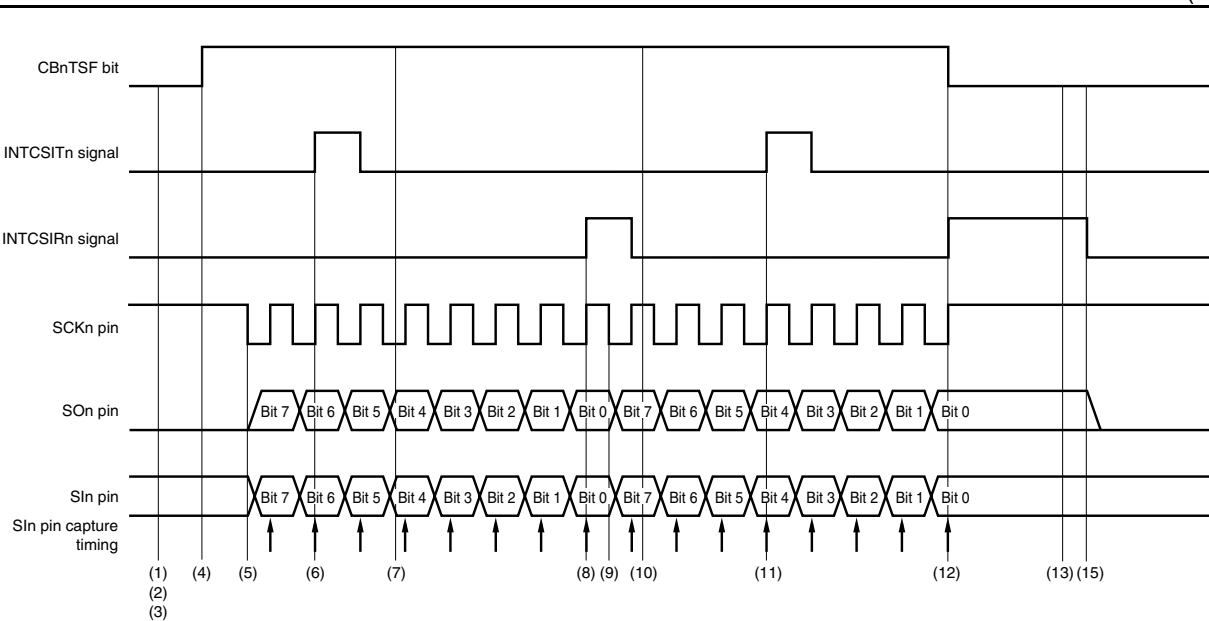 CBnTSF bit
INTCSITn signal
INTCSIRn signal
SCKn pin
SOn pin
Bit 7 Bit 6 Bit 5 Bit 4 Bit 3 Bit 2 Bit 1 Bit 0 Bit 7 Bit 6 Bit 5 Bit 4 Bit 3 Bit 2 Bit 1 Bit 0
SIn pin
Bit 7 Bit 6 Bit 5 Bit 4 Bit 3 Bit 2 Bit 1 Bit 0 Bit 7 Bit 6 Bit 5 Bit 4 Bit 3 Bit 2 Bit 1 Bit 0
SIn pin capture
timing
(1) (4) (5) (6) (7) (8) (9) (10) (11) (12) (13) (15)
(2)
(3)